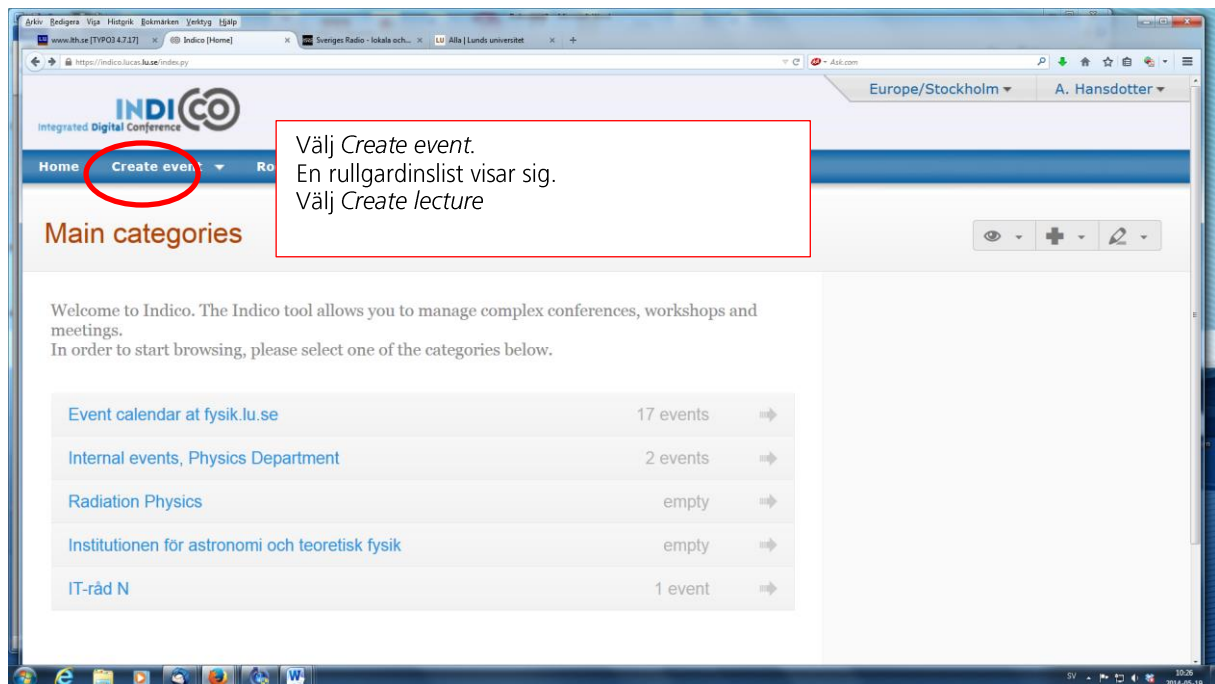 Arkiv Redigera Visa Historik Bokmärken Verktyg Hjälp
www.lth.se [TYPO3 4.7.17] × Indico [Home] × Sveriges Radio - lokala och... × LU Alla | Lunds universitet × +
https://indico.lucas.lu.se/index.py Ask.com
Europe/Stockholm A. Hansdotter
INDICO
Integrated Digital Conference
Home Create event Ro
Välj Create event.
En rullgardinslist visar sig.
Välj Create lecture
Main categories
Welcome to Indico. The Indico tool allows you to manage complex conferences, workshops and
meetings.
In order to start browsing, please select one of the categories below.
Event calendar at fysik.lu.se 17 events
Internal events, Physics Department 2 events
Radiation Physics empty
Institutionen för astronomi och teoretisk fysik empty
IT-råd N 1 event
SV 10:26
2014-05-19